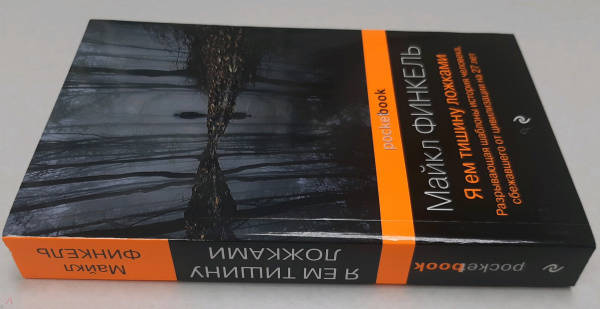 pocketbook
Майкл ФИНКЕЛЬ
Я ем тишину ложками
Разрывающая шаблоны история человека,
сбежавшего от цивилизации на 27 лет
Майкл
ФИНКЕЛЬ
Я ЕМ ТИШИНУ
ЛОЖКАМИ
pocketbook